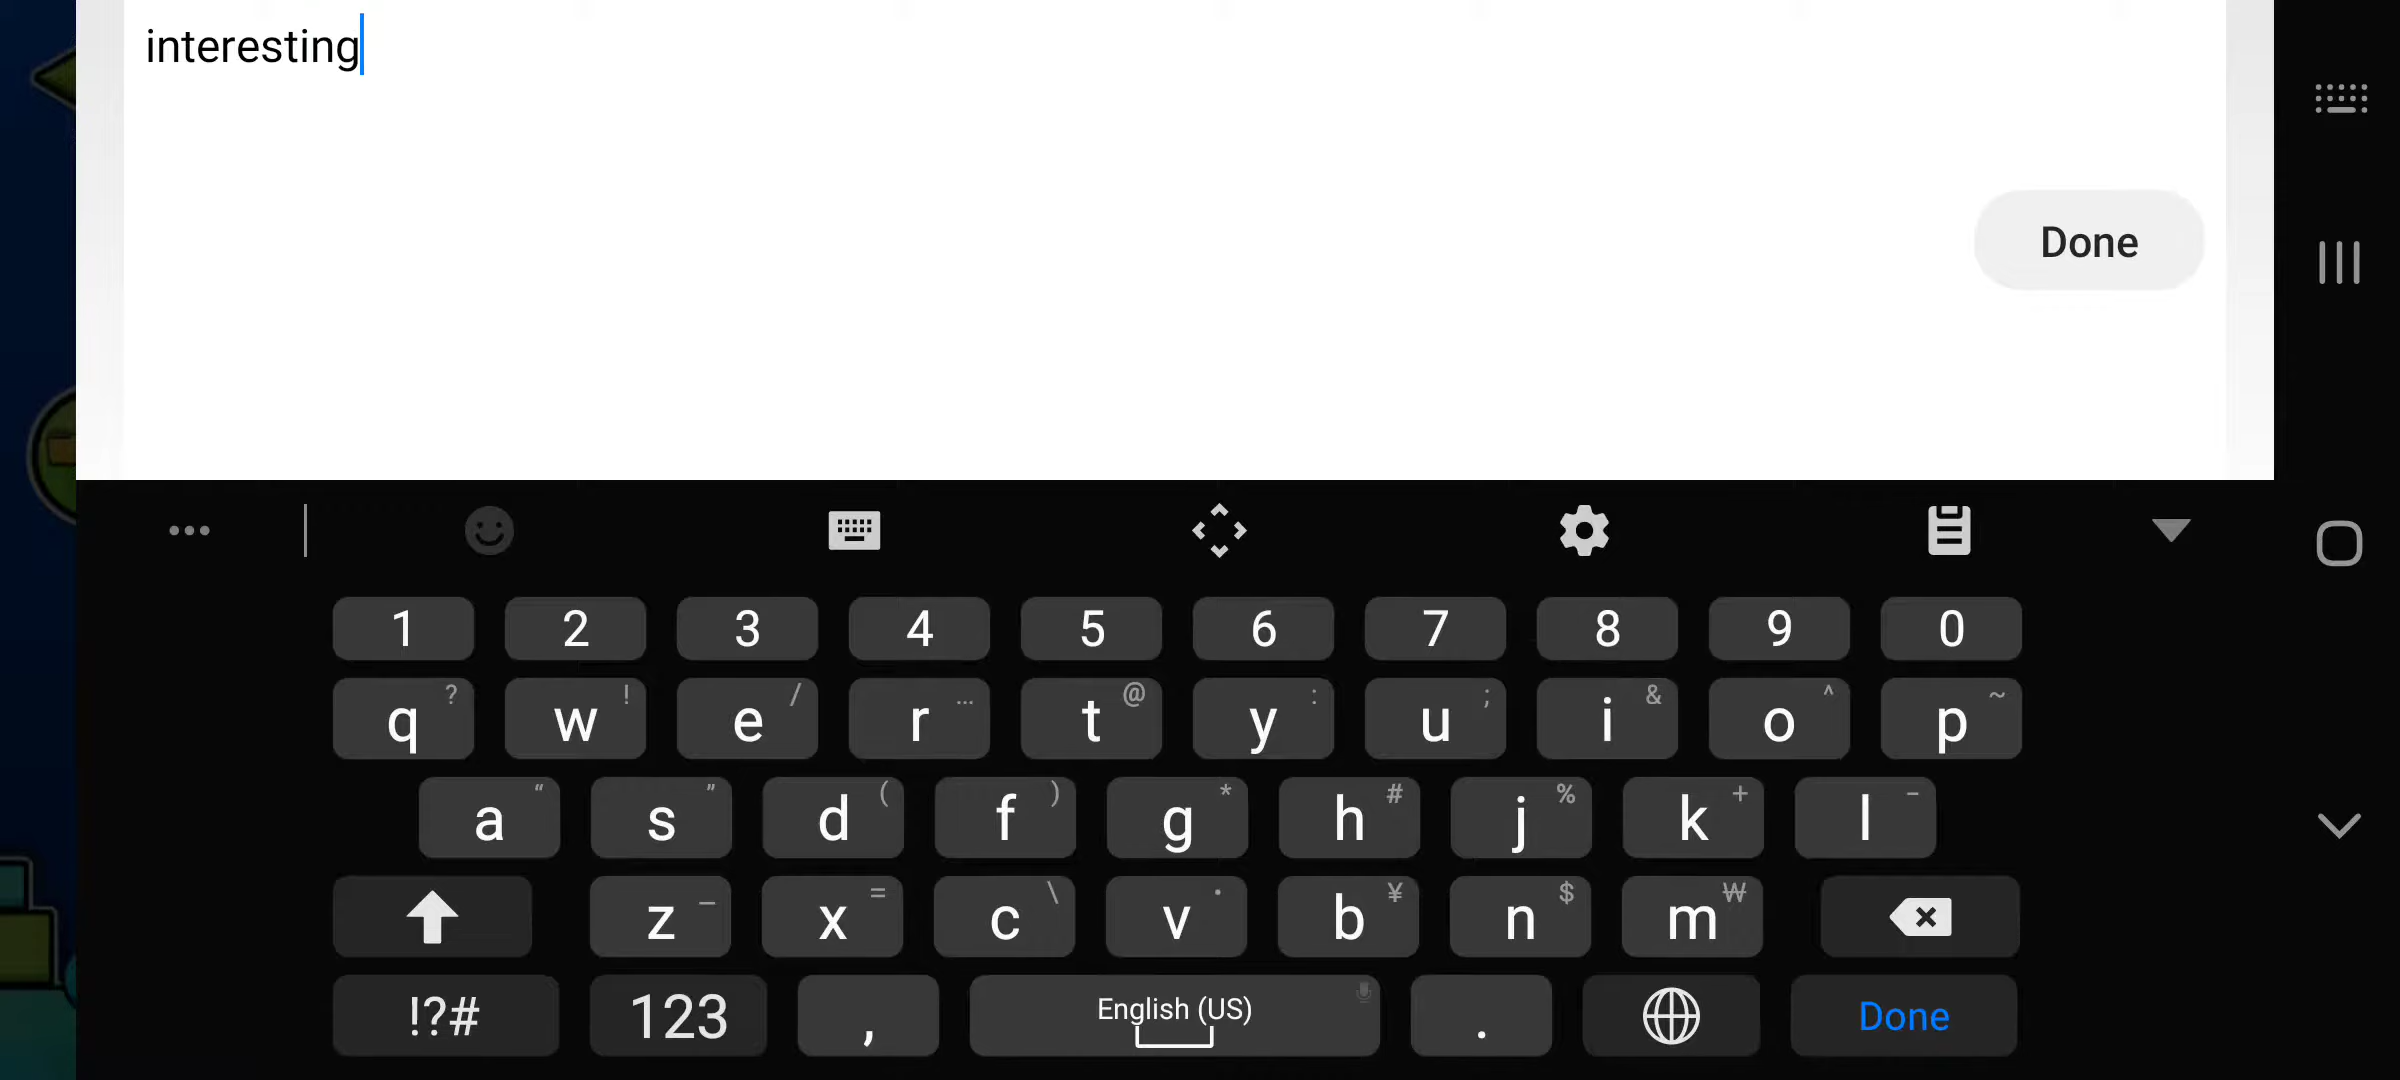 interesting
Done
1 2 3 4 5 6 7 8 9 0
q ? w ! e / r ... t @ y : u ; i & o ^ p ~
a “ s ” d ( f ) g * h # j % k + l -
z _ x = c \ v · b ¥ n $ m ₩
!?# 123 , English (US) . Done